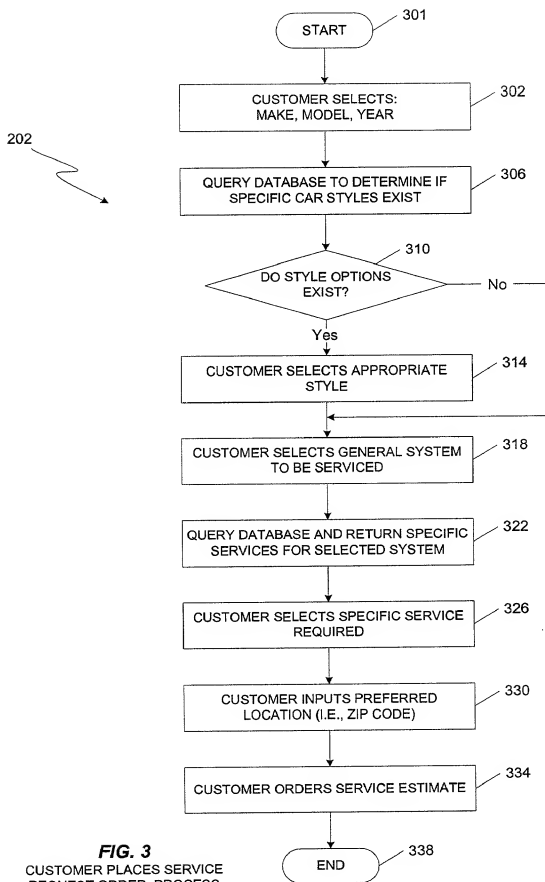 START
301
CUSTOMER SELECTS:
MAKE, MODEL, YEAR
302
202
QUERY DATABASE TO DETERMINE IF
SPECIFIC CAR STYLES EXIST
306
310
DO STYLE OPTIONS
EXIST?
No
Yes
CUSTOMER SELECTS APPROPRIATE
STYLE
314
CUSTOMER SELECTS GENERAL SYSTEM
TO BE SERVICED
318
QUERY DATABASE AND RETURN SPECIFIC
SERVICES FOR SELECTED SYSTEM
322
CUSTOMER SELECTS SPECIFIC SERVICE
REQUIRED
326
CUSTOMER INPUTS PREFERRED
LOCATION (I.E., ZIP CODE)
330
CUSTOMER ORDERS SERVICE ESTIMATE
334
END
338
FIG. 3
CUSTOMER PLACES SERVICE
REQUEST ORDER PROCESS